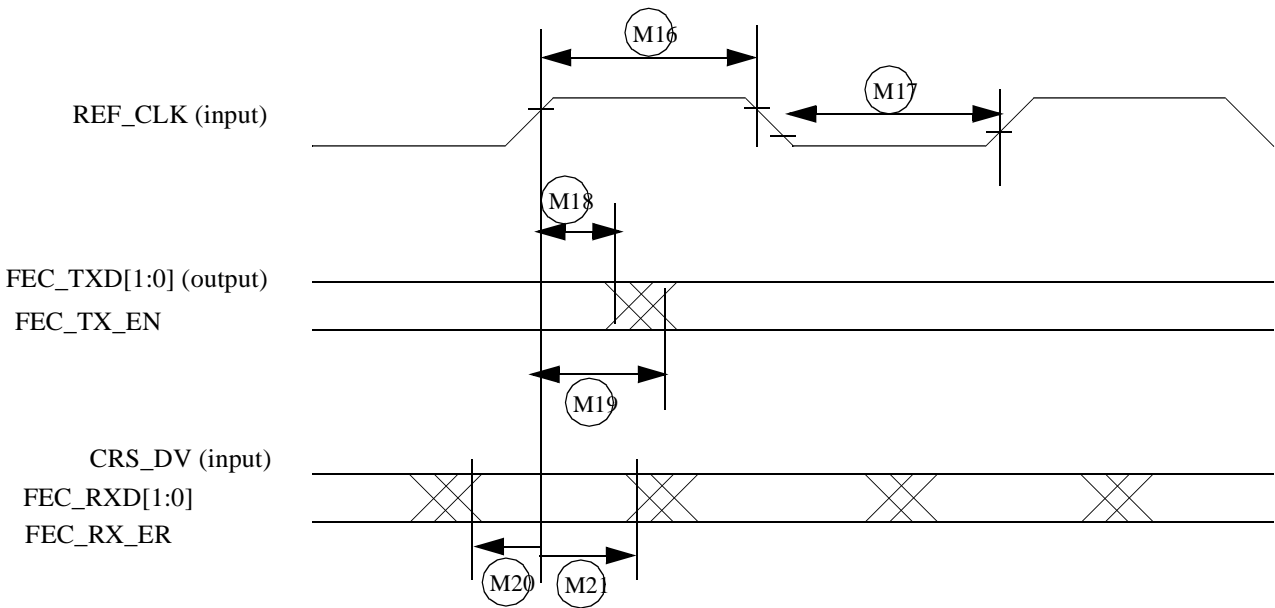 M16
M17
REF_CLK (input)
M18
FEC_TXD[1:0] (output)
FEC_TX_EN
M19
CRS_DV (input)
FEC_RXD[1:0]
FEC_RX_ER
M20
M21